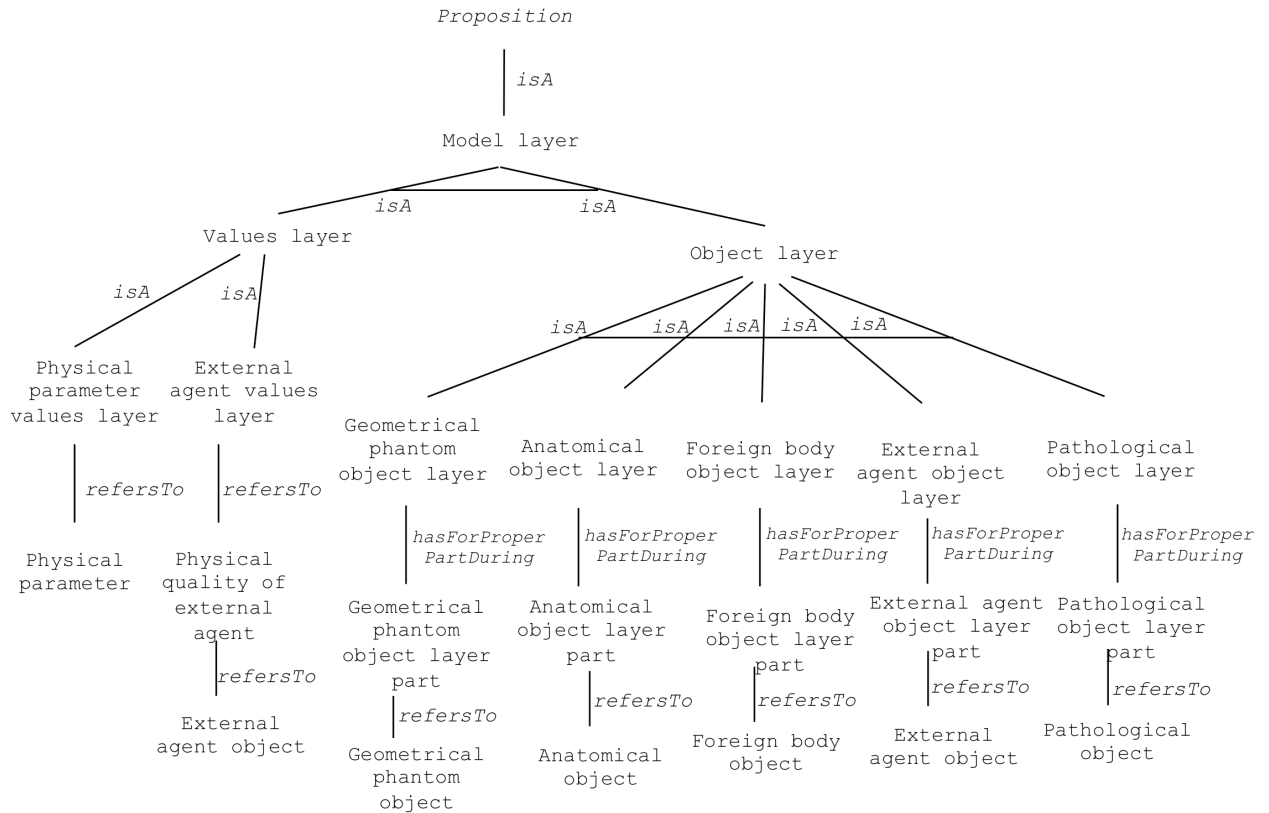 Proposition
isA
Model layer
isA
isA
Values layer
Object layer
isA
isA
isA
isA
isA
isA
isA
Physical
parameter
values layer
External
agent values
layer
Geometrical
phantom
object layer
Anatomical
object layer
Foreign body
object layer
External
agent object
layer
Pathological
object layer
refersTo
refersTo
hasForProper
PartDuring
hasForProper
PartDuring
hasForProper
PartDuring
hasForProper
PartDuring
hasForProper
PartDuring
Physical
parameter
Physical
quality of
external
agent
Geometrical
phantom
object layer
part
Anatomical
object layer
part
Foreign body
object layer
part
External agent
object layer
part
Pathological
object layer
part
refersTo
refersTo
refersTo
refersTo
refersTo
refersTo
External
agent object
Geometrical
phantom
object
Anatomical
object
Foreign body
object
External
agent object
Pathological
object